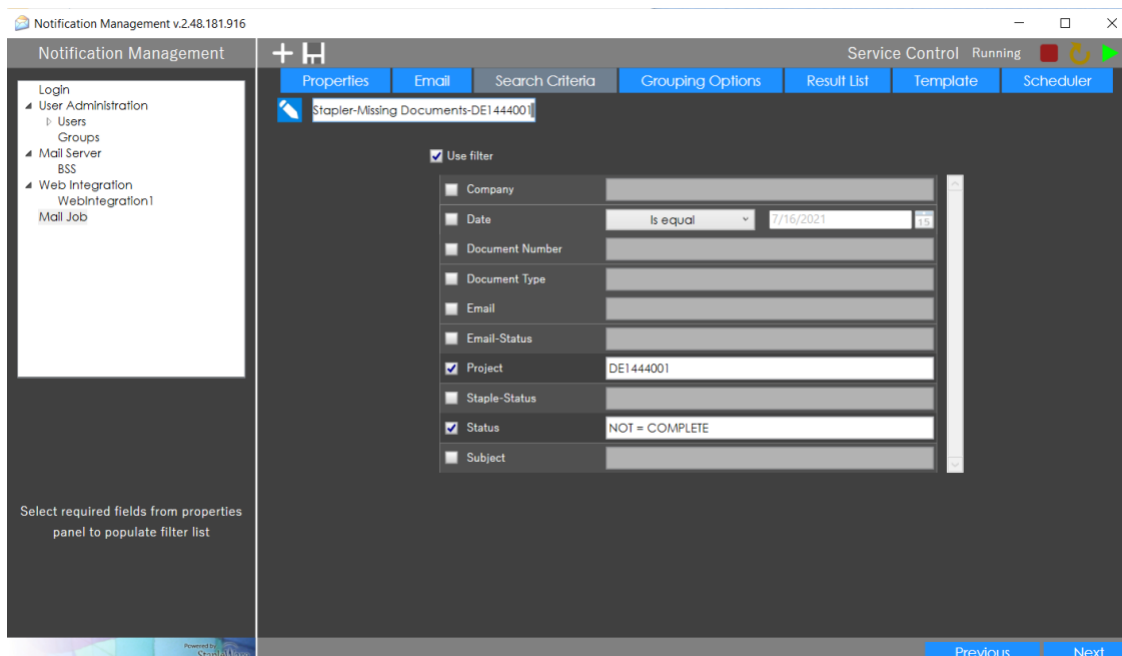 Notification Management v.2.48.181.916
Notification Management
Service Control Running
Properties Email Search Criteria Grouping Options Result List Template Scheduler
Stapler-Missing Documents-DE1444001
Login
User Administration
Users
Groups
Mail Server
BSS
Web Integration
WebIntegration1
Mail Job
Use filter
Company
Date Is equal 7/16/2021 15
Document Number
Document Type
Email
Email-Status
Project DE1444001
Staple-Status
Status NOT = COMPLETE
Subject
Select required fields from properties
panel to populate filter list
Powered by
Previous Next